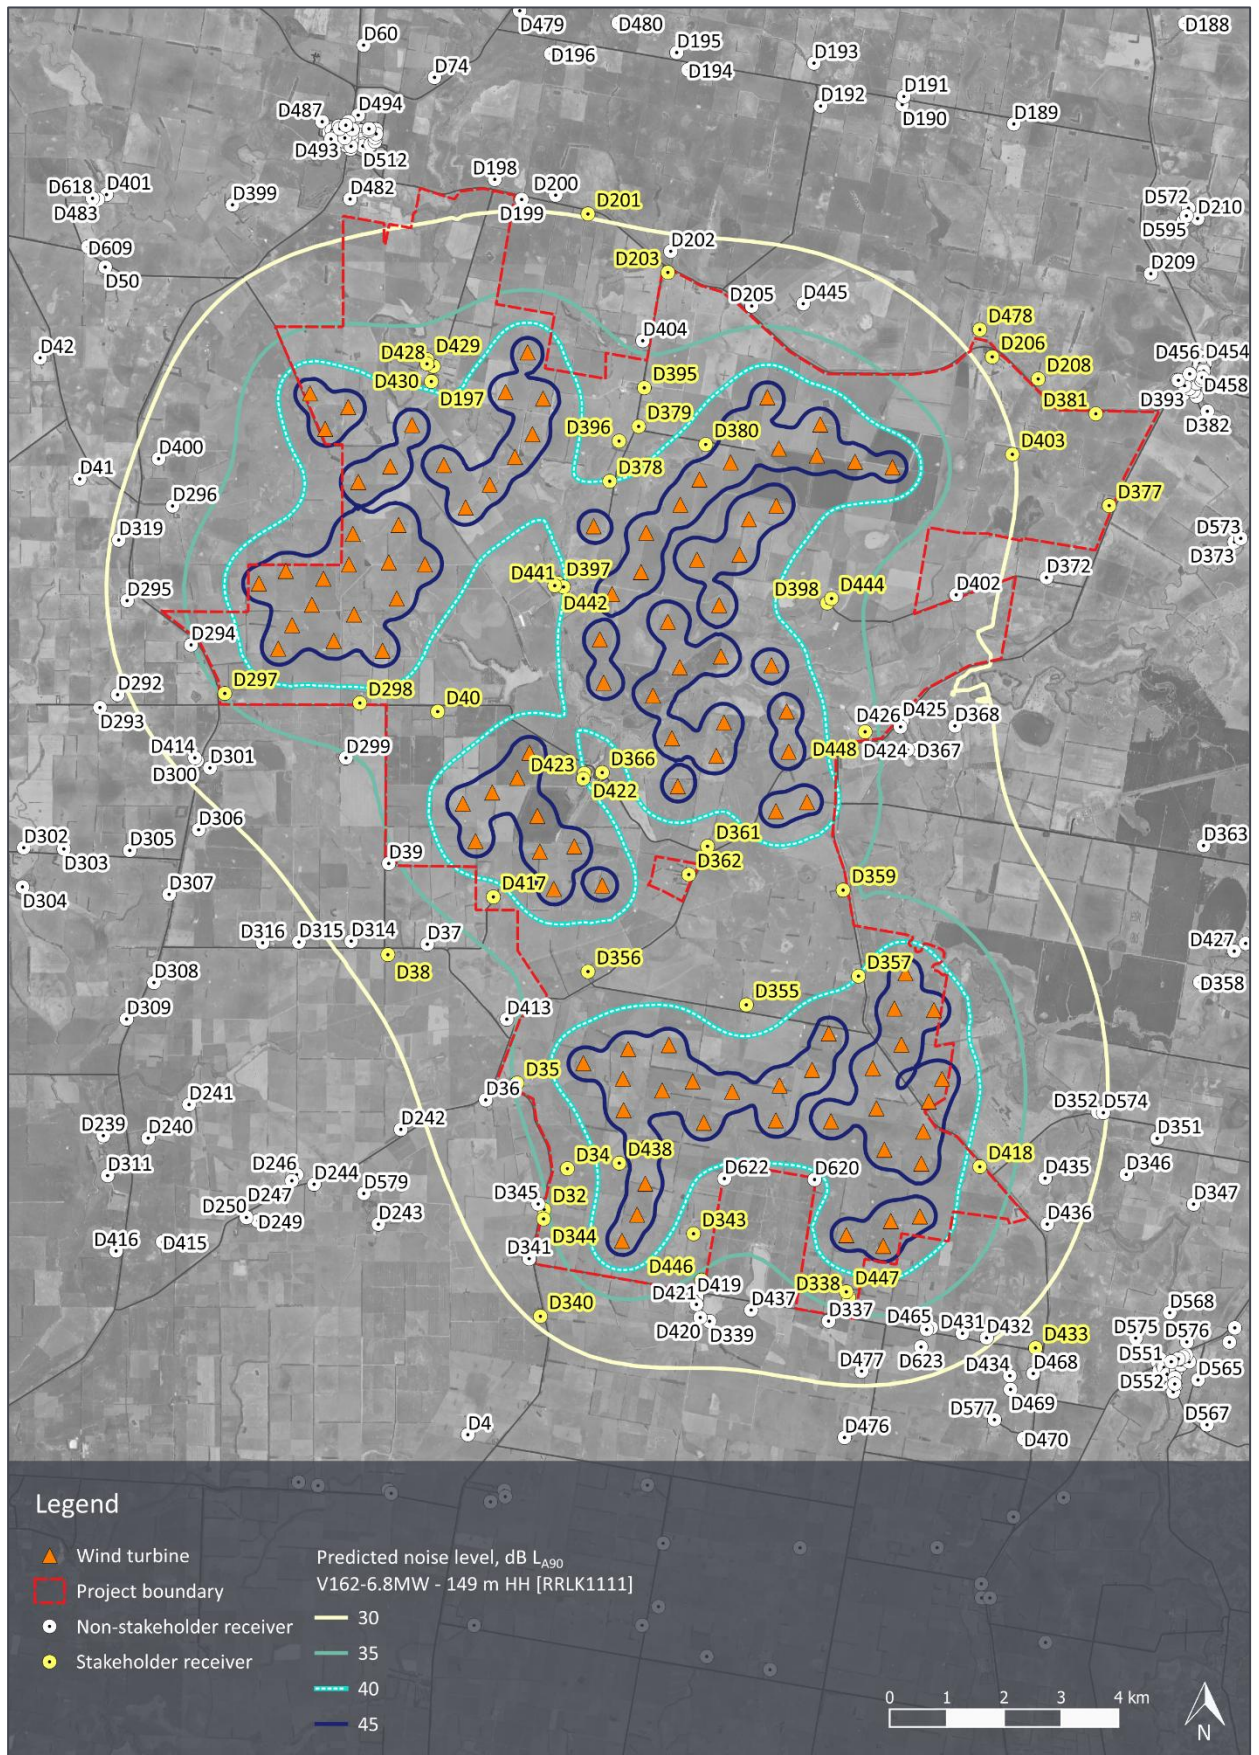 D479
D480
D188
D60
D196
D195
D194
D193
D74
D192
D191
D190
D189
D487
D494
D493
D512
D198
D200
D201
D482
D199
D618
D401
D483
D399
D572
D210
D595
D609
D50
D202
D203
D209
D205
D445
D404
D478
D206
D42
D428
D429
D430
D197
D395
D208
D456
D454
D458
D393
D382
D381
D396
D379
D380
D403
D400
D41
D378
D296
D377
D319
D573
D373
D295
D441
D397
D442
D398
D444
D402
D372
D294
D297
D298
D40
D292
D293
D426
D425
D368
D448
D424
D367
D414
D300
D301
D299
D423
D366
D422
D306
D302
D303
D305
D39
D361
D362
D363
D304
D307
D417
D359
D316
D315
D314
D37
D38
D427
D356
D357
D358
D308
D309
D413
D355
D35
D36
D241
D242
D352
D574
D239
D240
D351
D311
D246
D244
D247
D579
D250
D249
D243
D34
D438
D622
D620
D418
D435
D346
D345
D32
D344
D347
D416
D415
D341
D343
D436
D446
D421
D419
D437
D338
D447
D340
D420
D339
D337
D465
D431
D432
D433
D568
D575
D576
D623
D477
D434
D468
D551
D552
D565
D469
D577
D567
D4
D476
D470
Legend
Wind turbine
Project boundary
Non-stakeholder receiver
Stakeholder receiver
Predicted noise level, dB LA90
V162-6.8MW - 149 m HH [RRLK1111]
30
35
40
45
0 1 2 3 4 km
N